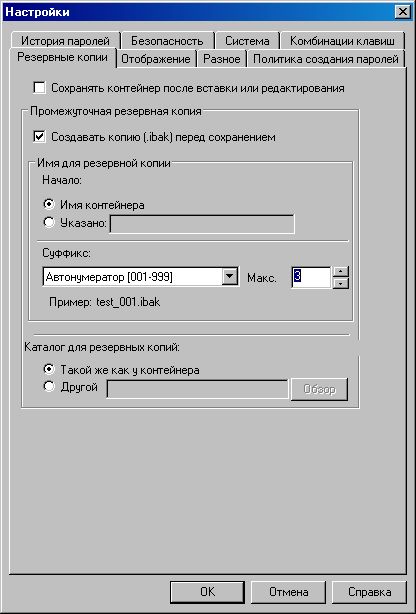 Настройки
История паролей
Безопасность
Система
Комбинации клавиш
Резервные копии
Отображение
Разное
Политика создания паролей
Сохранять контейнер после вставки или редактирования
Промежуточная резервная копия
Создавать копию (.ibak) перед сохранением
Имя для резервной копии
Начало:
Имя контейнера
Указано:
Суффикс:
Автонумератор [001-999]
Макс.
3
Пример: test_001.ibak
Каталог для резервных копий:
Такой же как у контейнера
Другой
Обзор
OK
Отмена
Справка